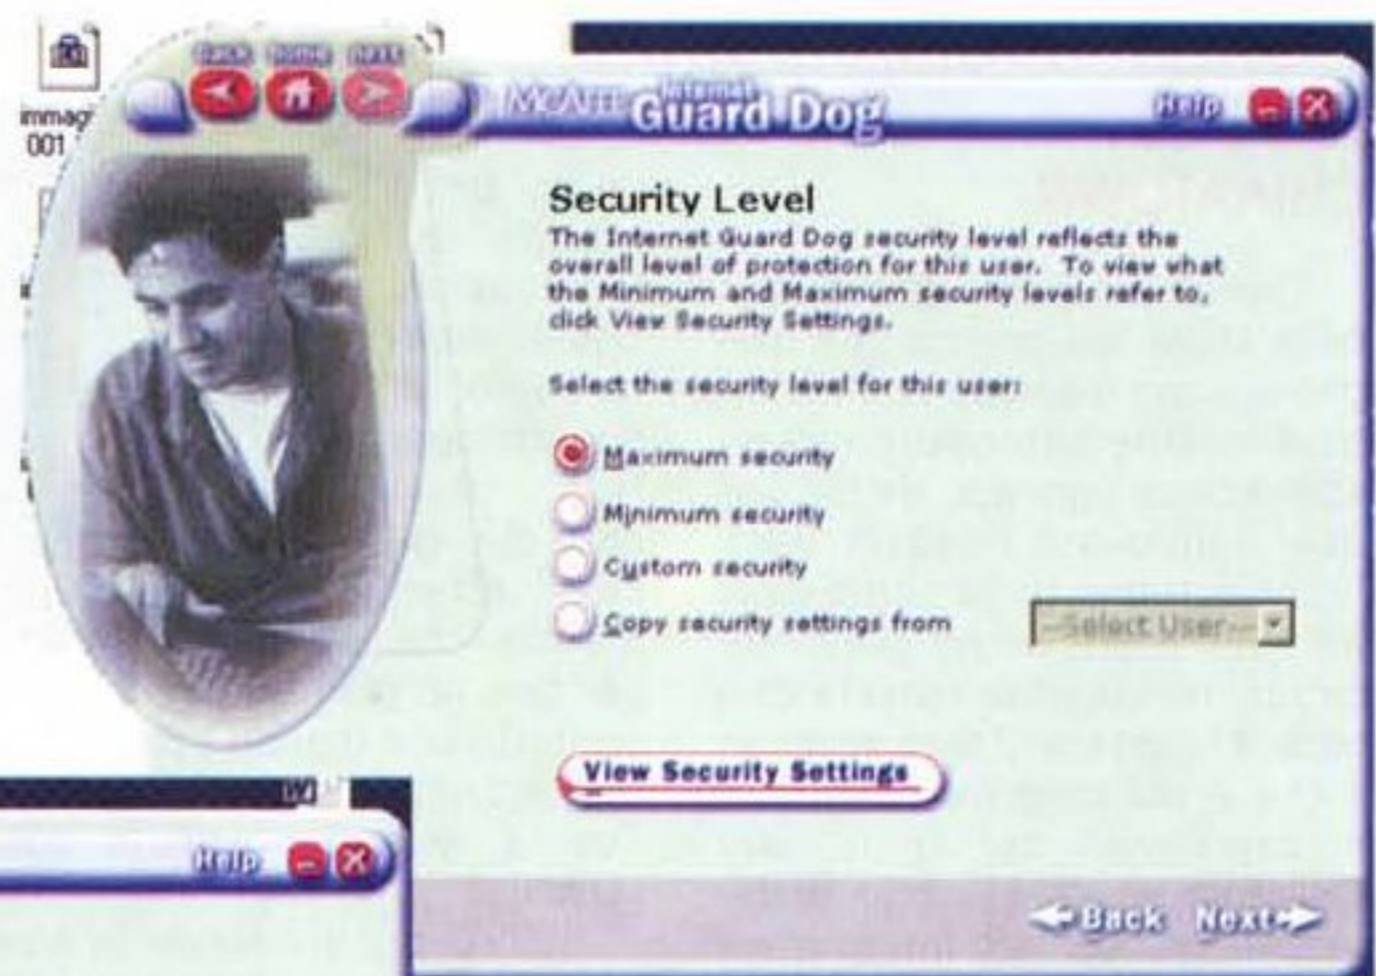 immag
001
back home next
McAfee Internet Guard Dog
Help
Security Level
The Internet Guard Dog security level reflects the
overall level of protection for this user. To view what
the Minimum and Maximum security levels refer to,
click View Security Settings.
Select the security level for this user:
Maximum security
Minimum security
Custom security
Copy security settings from
--Select User--
View Security Settings
W
Help
Back Next